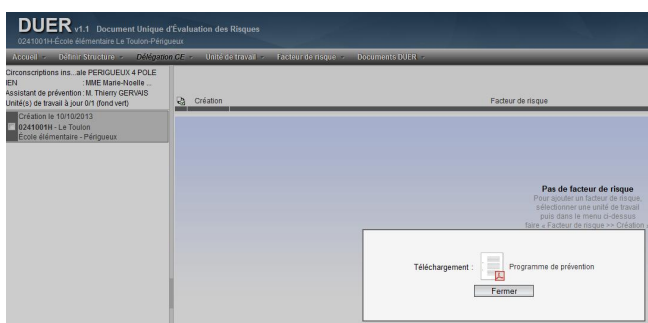 DUER v1.1 Document Unique d'Évaluation des Risques
0241001H-École élémentaire Le Toulon-Périgueux
Accueil Définir Structure Délégation CE Unité de travail Facteur de risque Documents DUER
Circonscriptions ins...ale PERIGUEUX 4 POLE
IEN : MME Marie-Noelle ...
Assistant de prévention : M. Thierry GERVAIS
Unité(s) de travail à jour 0/1 (fond vert)
Création le 10/10/2013
0241001H - Le Toulon
École élémentaire - Périgueux
Création Facteur de risque
Pas de facteur de risque
Pour ajouter un facteur de risque,
sélectionner une unité de travail
puis dans le menu ci-dessus
faire « Facteur de risque >> Création
Téléchargement : Programme de prévention
Fermer